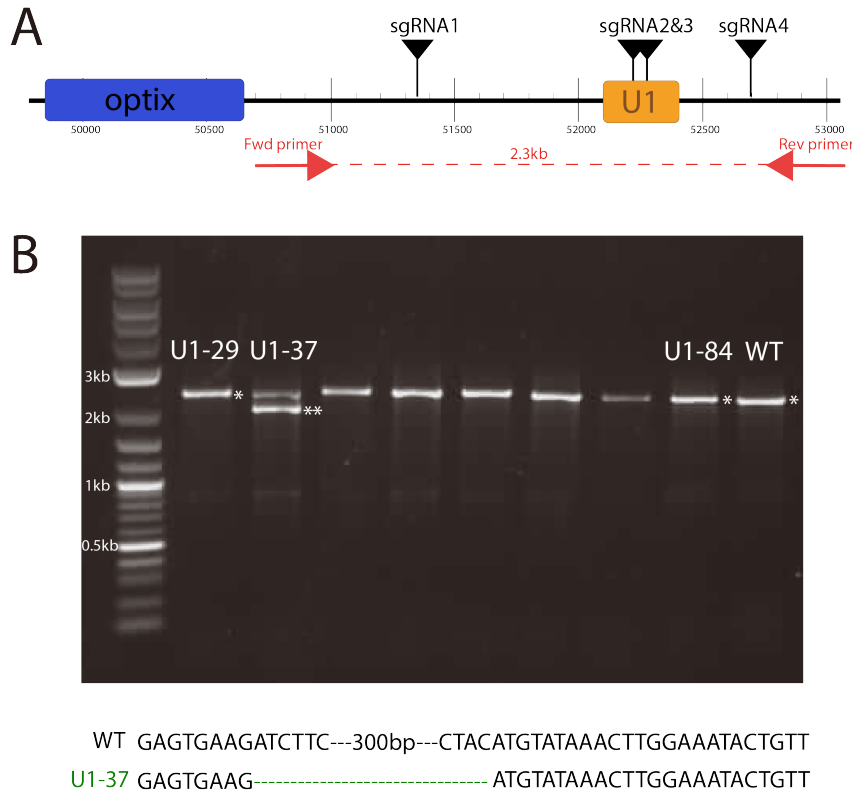 A
sgRNA1 sgRNA2&3 sgRNA4
optix U1
50000 50500 51000 51500 52000 52500 53000
Fwd primer 2.3kb Rev primer
B
U1-29 U1-37 U1-84 WT
3kb
* ** * *
2kb
1kb
0.5kb
WT GAGTGAAGATCTTC---300bp---CTACATGTATAAACTTGGAAATACTGTT
U1-37 GAGTGAAG------------------------------ATGTATAAACTTGGAAATACTGTT